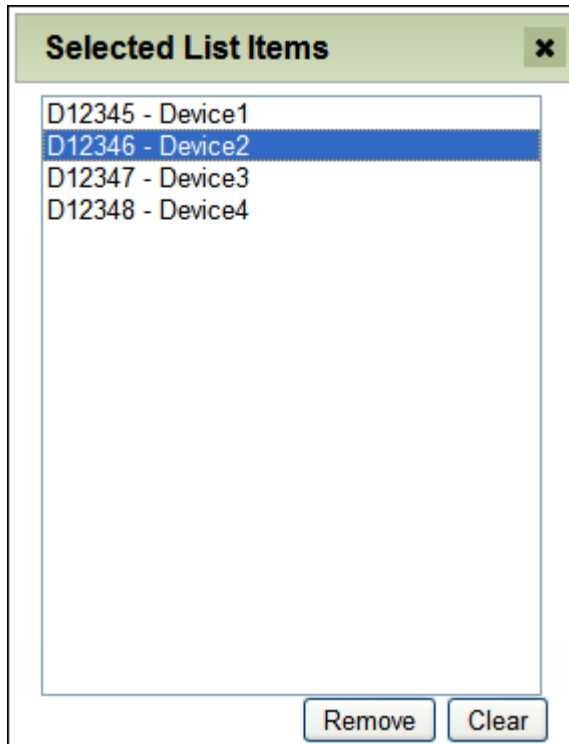 Selected List Items
D12345 - Device1
D12346 - Device2
D12347 - Device3
D12348 - Device4
Remove Clear